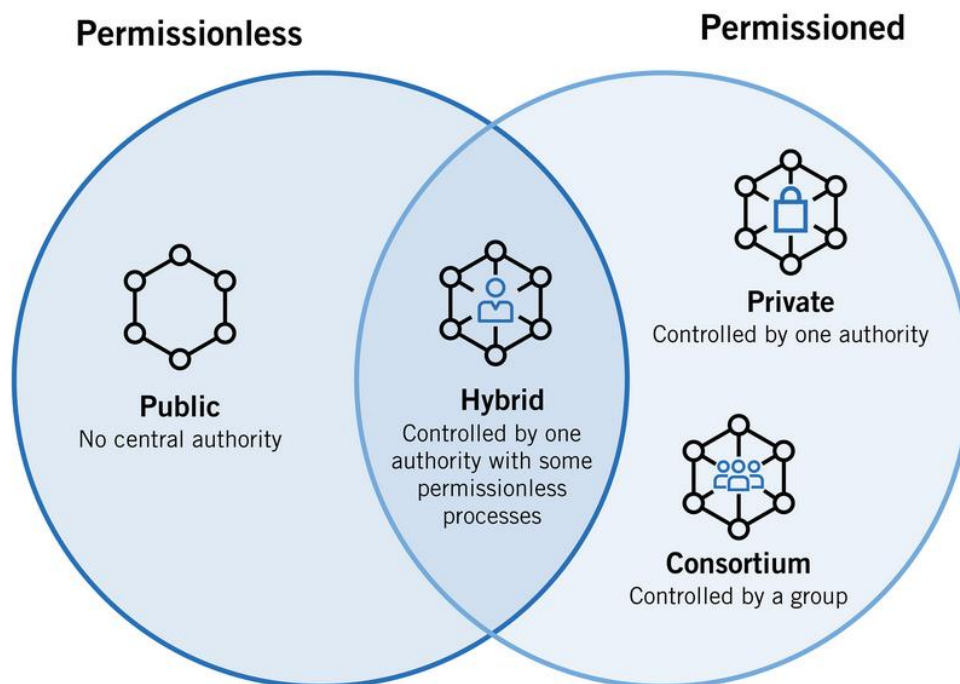 Permissionless
Permissioned
Public
No central authority
Hybrid
Controlled by one
authority with some
permissionless
processes
Private
Controlled by one authority
Consortium
Controlled by a group